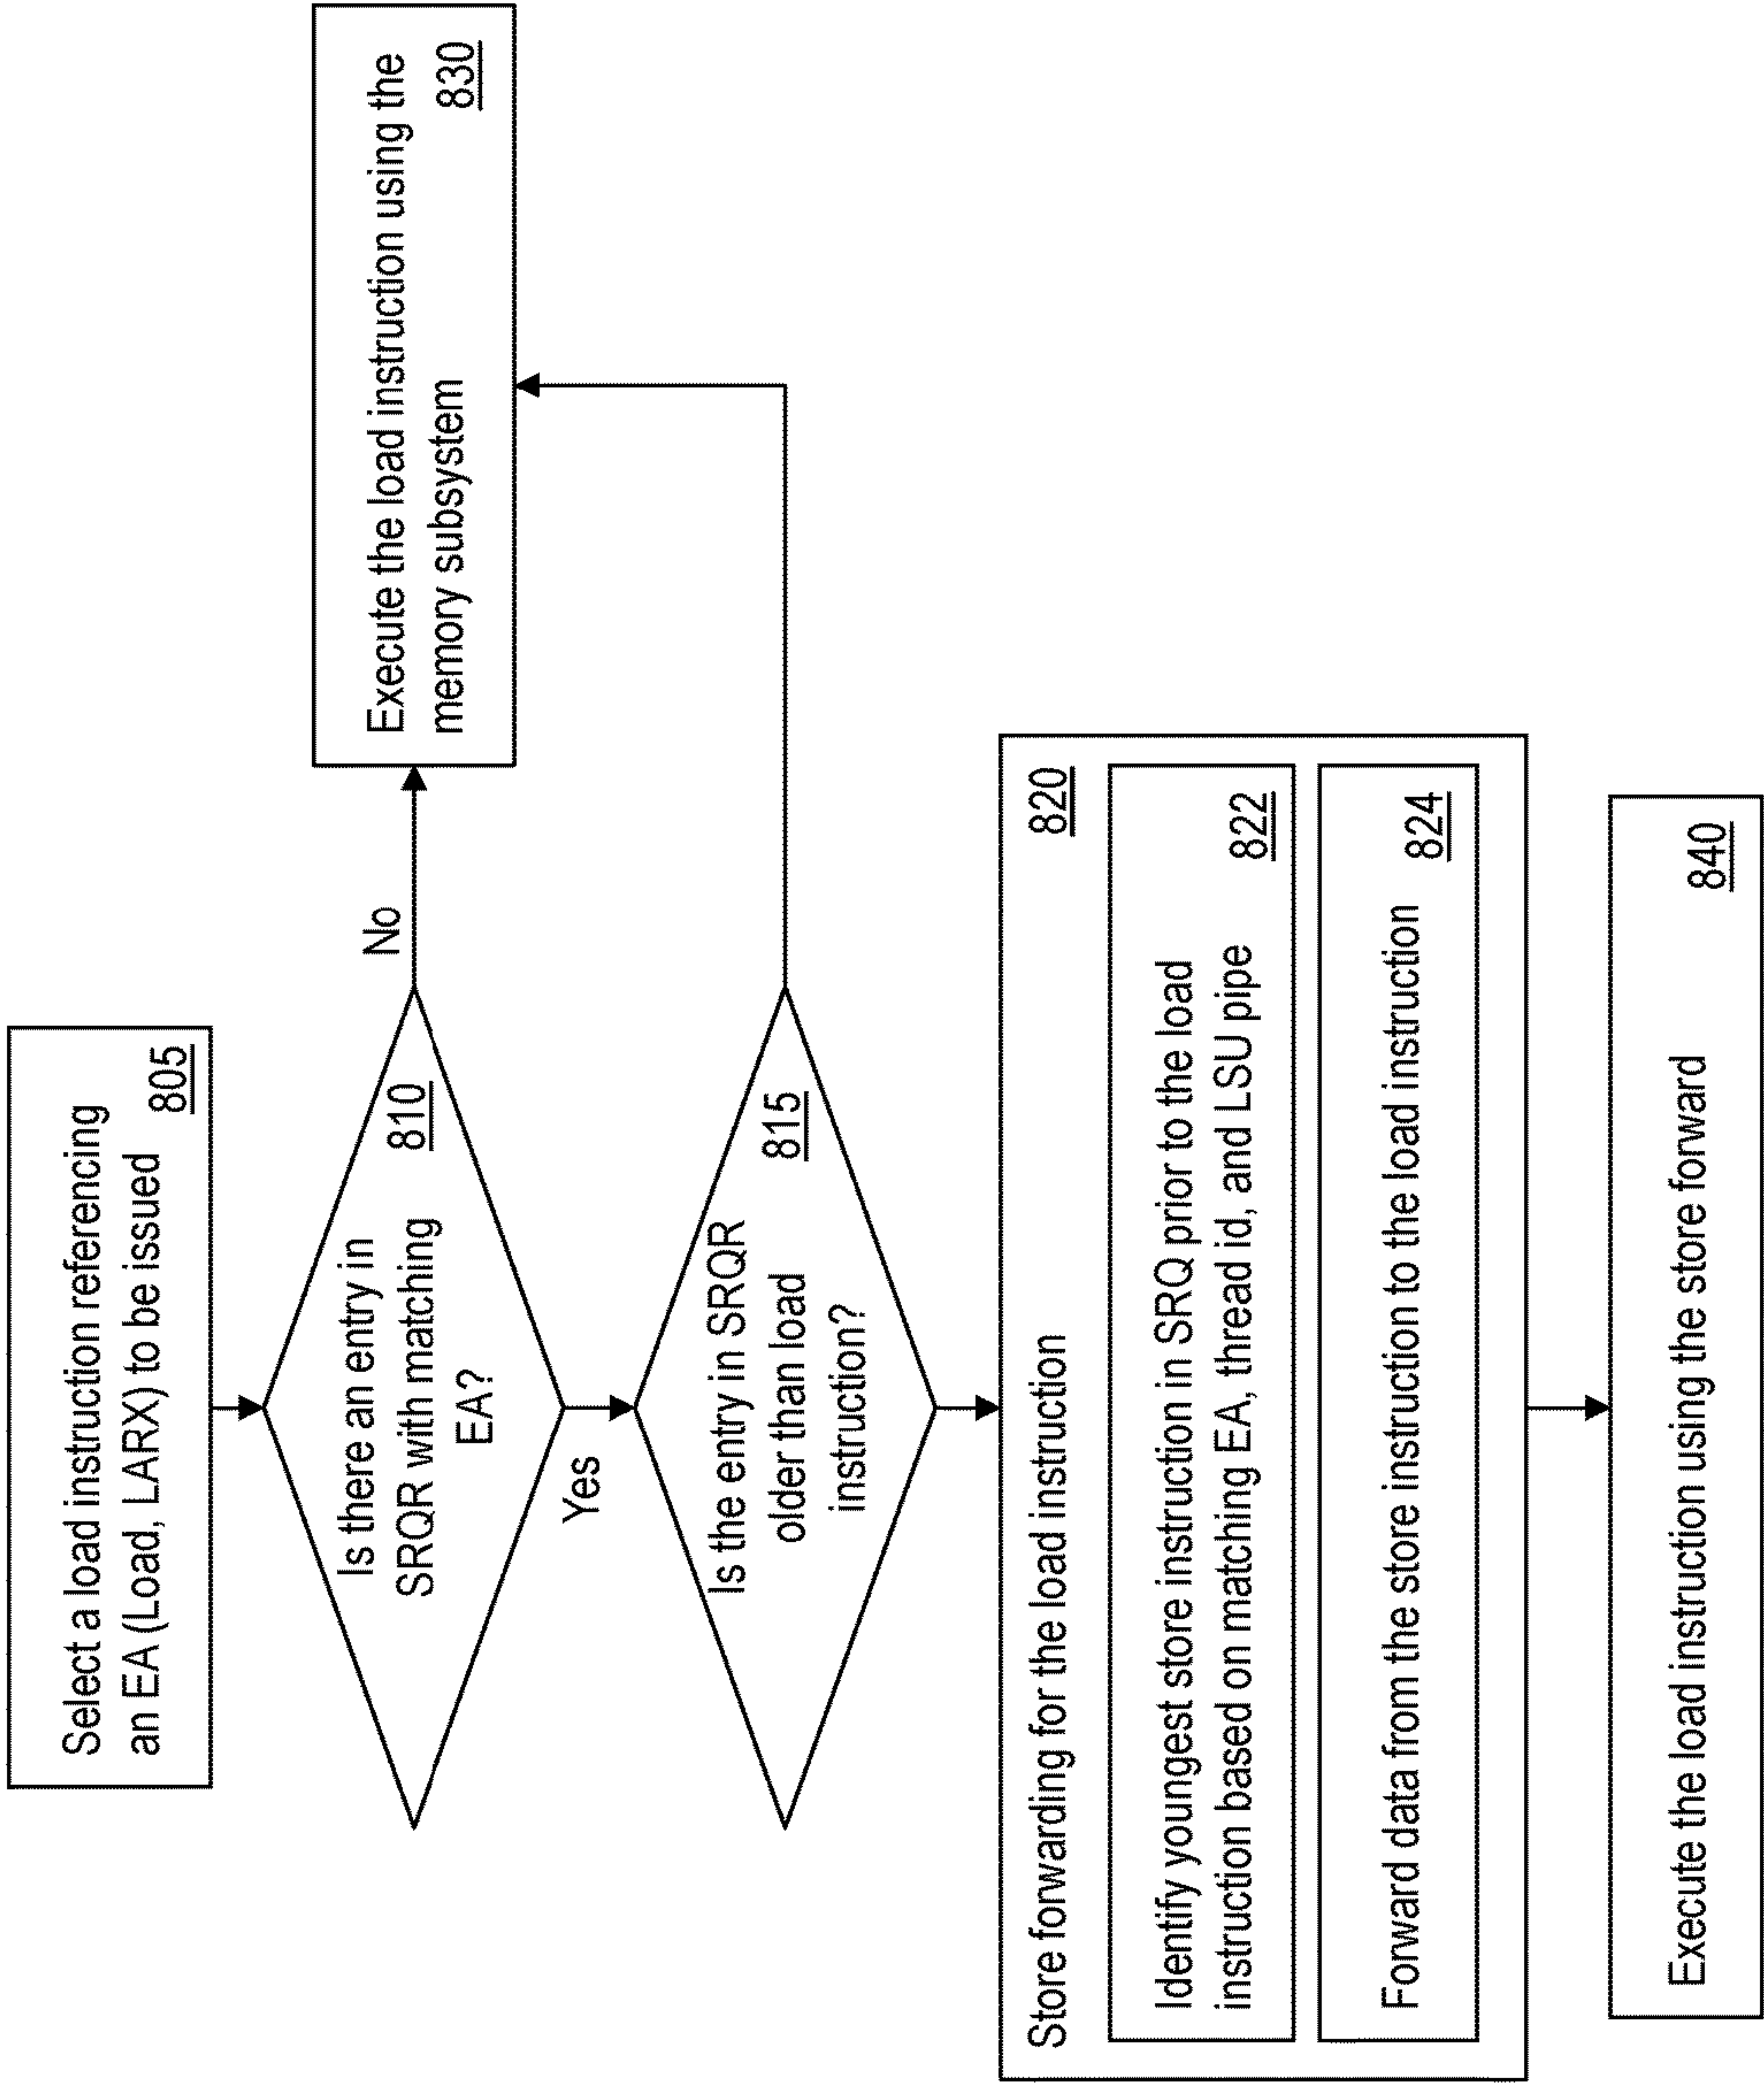 Select a load instruction referencing
an EA (Load, LARX) to be issued
805
Is there an entry in
SRQR with matching
EA?
810
No
Execute the load instruction using the
memory subsystem
830
Yes
Is the entry in SRQR
older than load
instruction?
815
Store forwarding for the load instruction
820
Identify youngest store instruction in SRQ prior to the load
instruction based on matching EA, thread id, and LSU pipe
822
Forward data from the store instruction to the load instruction
824
Execute the load instruction using the store forward
840